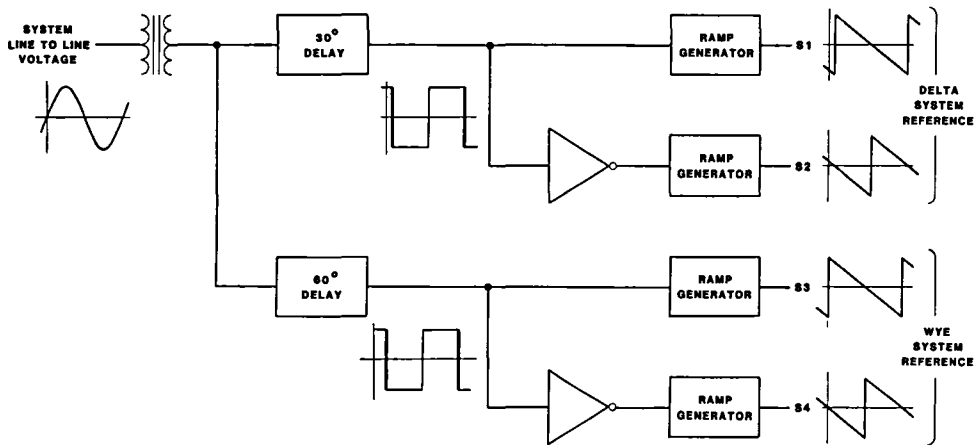 SYSTEM
LINE TO LINE
VOLTAGE
30°
DELAY
RAMP
GENERATOR
S1
DELTA
SYSTEM
REFERENCE
RAMP
GENERATOR
S2
60°
DELAY
RAMP
GENERATOR
S3
WYE
SYSTEM
REFERENCE
RAMP
GENERATOR
S4